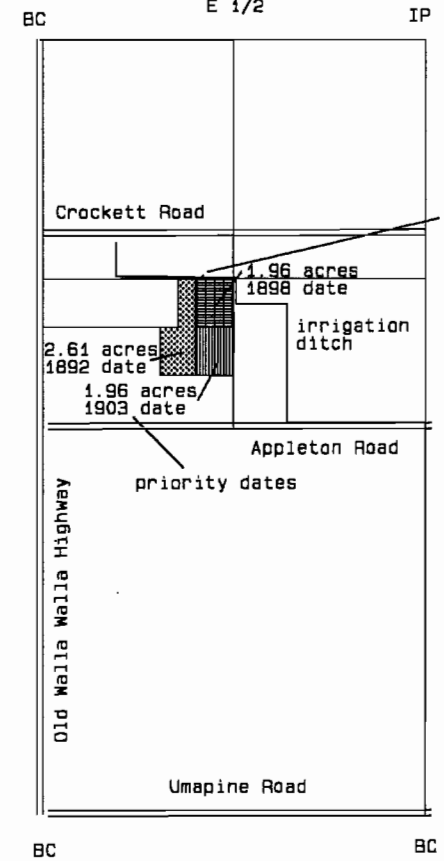 E 1/2
BC IP
Crockett Road
1.96 acres
1898 date
irrigation
ditch
2.61 acres
1892 date
1.96 acres
1903 date
Appleton Road
priority dates
Old Walla Walla Highway
Umapine Road
BC BC